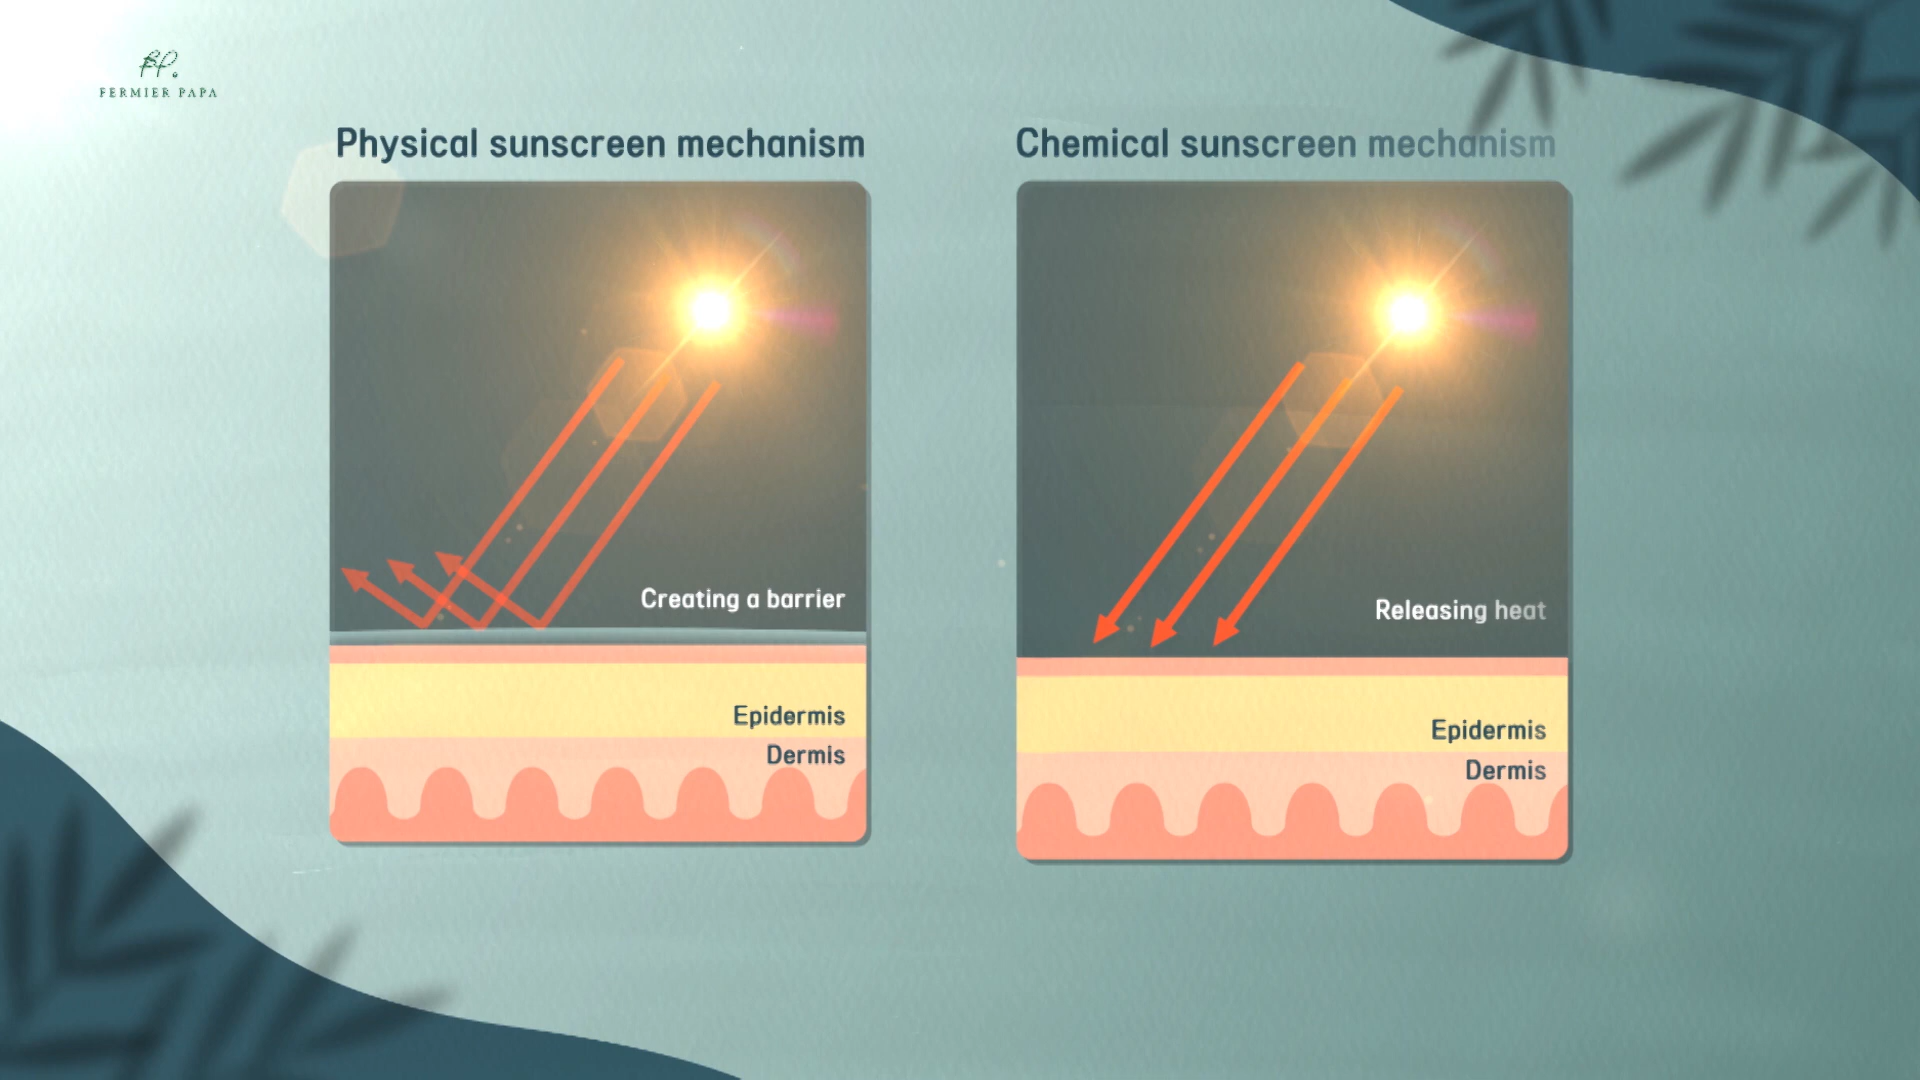 FERMIER PAPA
Physical sunscreen mechanism
Creating a barrier
Epidermis
Dermis
Chemical sunscreen mechanism
Releasing heat
Epidermis
Dermis